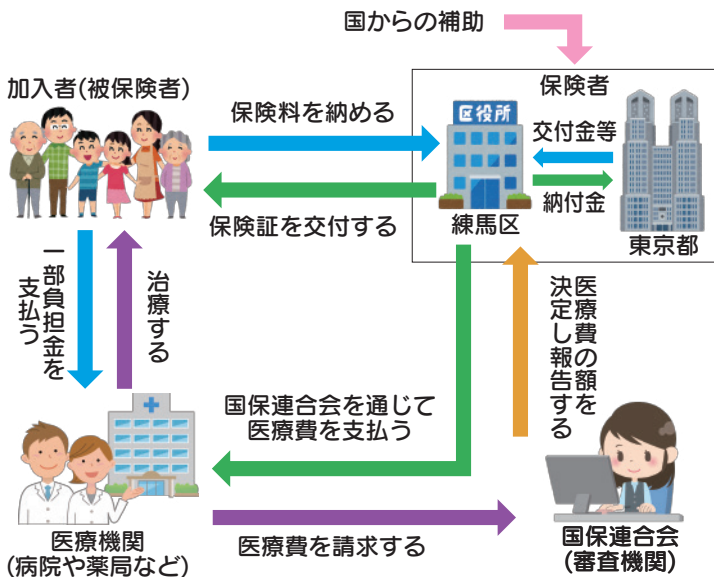 国からの補助
加入者(被保険者)
保険者
保険料を納める
区役所
交付金等
納付金
保険証を交付する
練馬区
東京都
一部負担金を
支払う
治療する
医療費の額を
決定し報告する
国保連合会を通じて
医療費を支払う
医療機関
(病院や薬局など)
医療費を請求する
国保連合会
(審査機関)